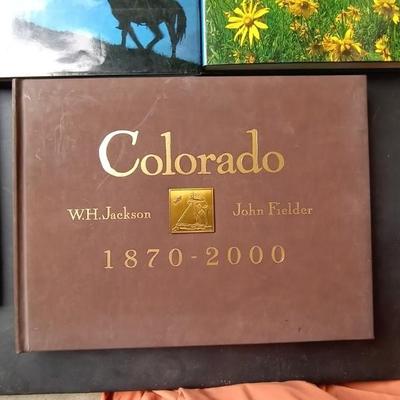 Colorado
W.H.Jackson John Fielder
1870-2000